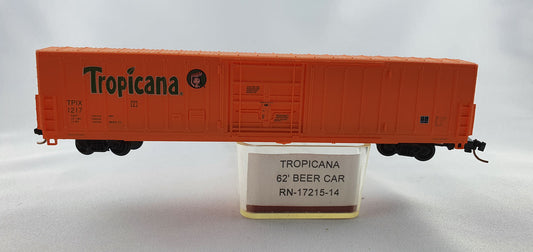 Tropicana
TPIX
1217
TROPICANA
62' BEER CAR
RN-17215-14